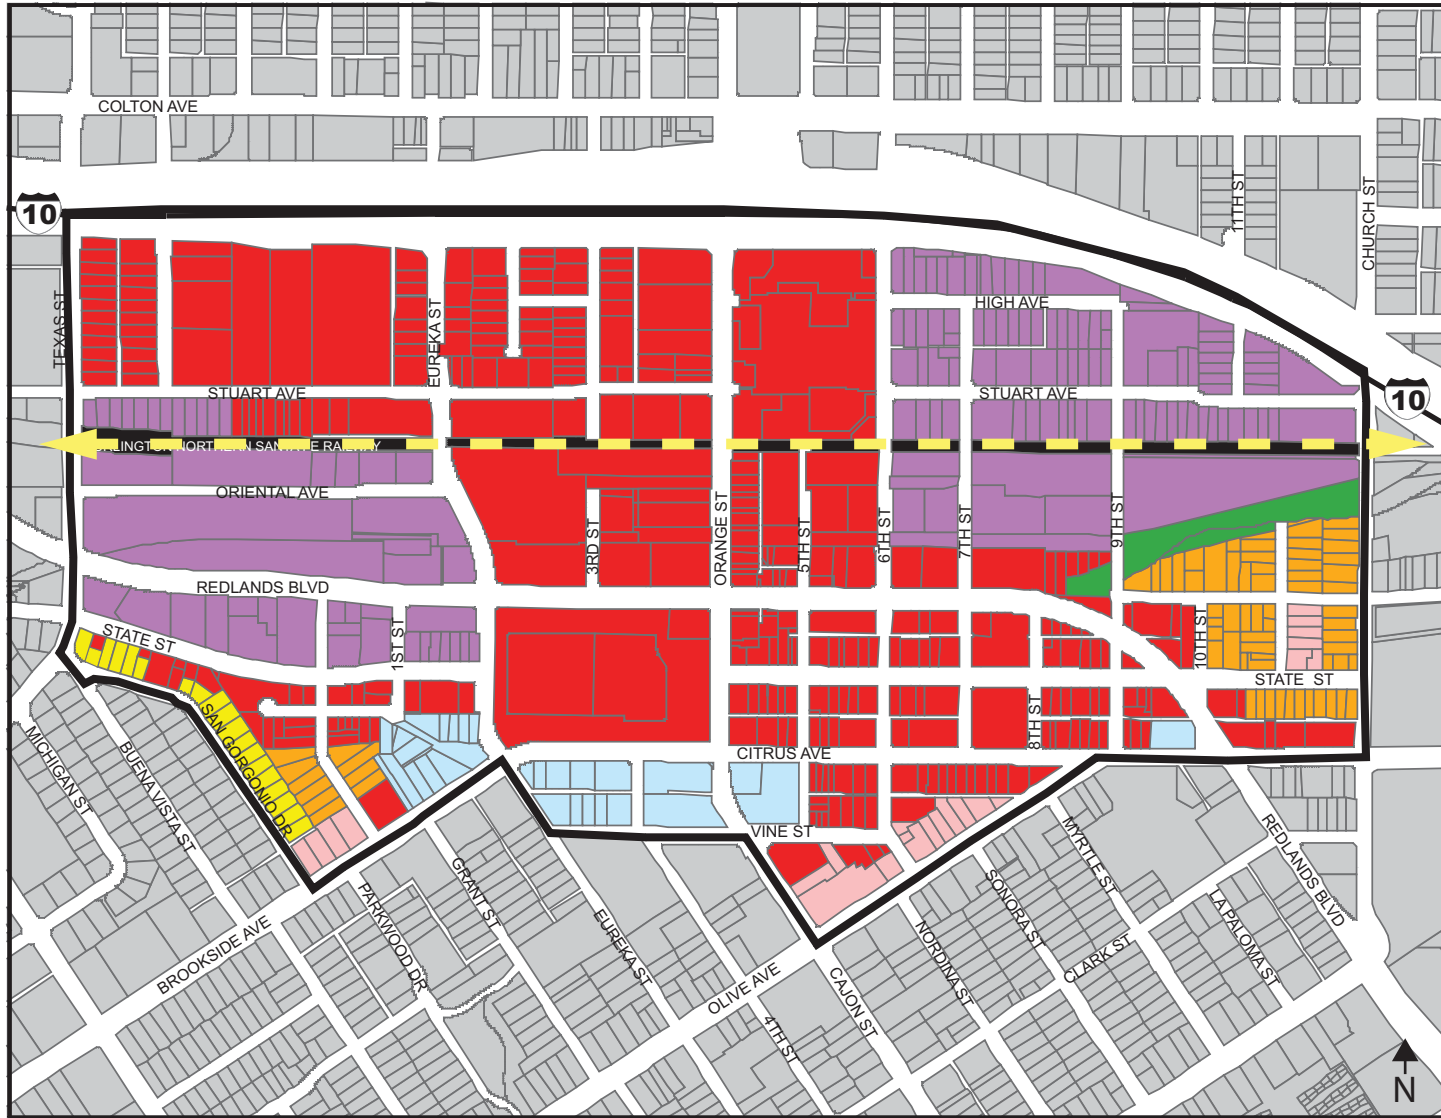 COLTON AVE
10
11TH ST
CHURCH ST
TEXAS ST
EUREKA ST
HIGH AVE
STUART AVE
STUART AVE
10
NORTHERN SANTA FE RAILWAY
ORIENTAL AVE
ORANGE ST
3RD ST
5TH ST
6TH ST
7TH ST
9TH ST
REDLANDS BLVD
STATE ST
1ST ST
10TH ST
STATE ST
SAN GORGONIO DR
8TH ST
CITRUS AVE
MICHIGAN ST
BUENA VISTA ST
VINE ST
MYRTLE ST
REDLANDS BLVD
GRANT ST
PARKWOOD DR
EUREKA ST
SONORA ST
LA PALOMA ST
BROOKSIDE AVE
NORDINA ST
CLARK ST
OLIVE AVE
CAJON ST
4TH ST
N